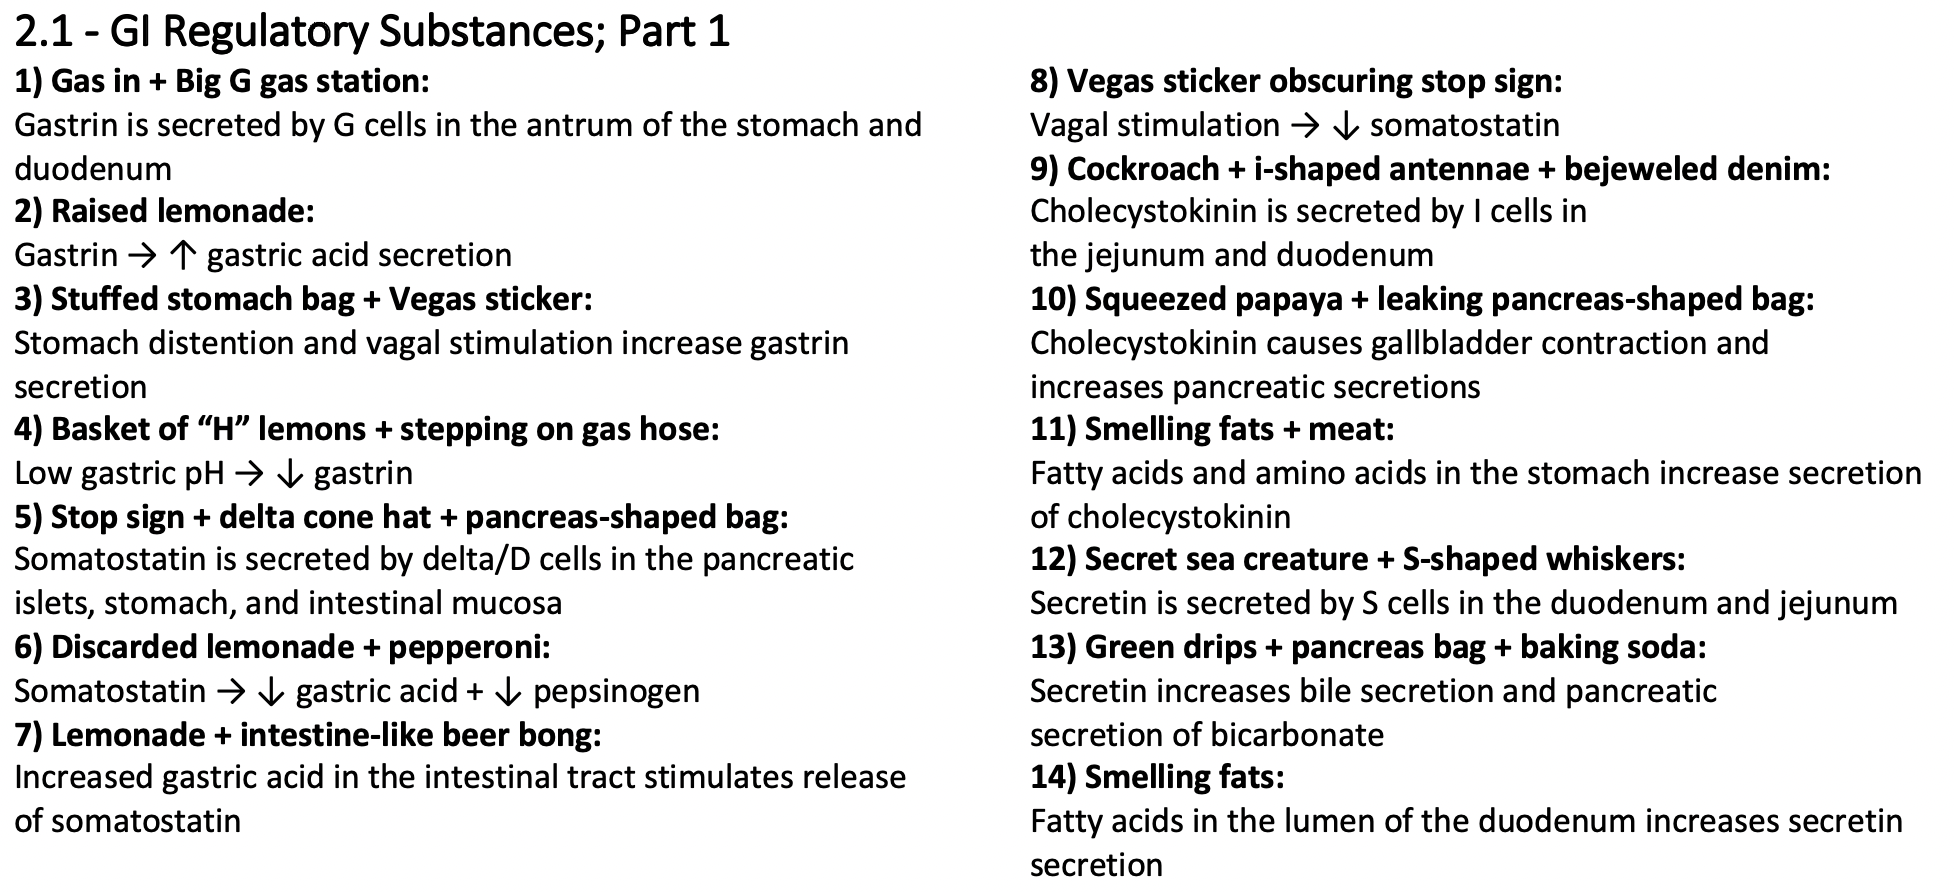 2.1 - GI Regulatory Substances; Part 1
1) Gas in + Big G gas station:
Gastrin is secreted by G cells in the antrum of the stomach and
duodenum
2) Raised lemonade:
Gastrin → ↑ gastric acid secretion
3) Stuffed stomach bag + Vegas sticker:
Stomach distention and vagal stimulation increase gastrin
secretion
4) Basket of “H” lemons + stepping on gas hose:
Low gastric pH → ↓ gastrin
5) Stop sign + delta cone hat + pancreas-shaped bag:
Somatostatin is secreted by delta/D cells in the pancreatic
islets, stomach, and intestinal mucosa
6) Discarded lemonade + pepperoni:
Somatostatin → ↓ gastric acid + ↓ pepsinogen
7) Lemonade + intestine-like beer bong:
Increased gastric acid in the intestinal tract stimulates release
of somatostatin
8) Vegas sticker obscuring stop sign:
Vagal stimulation → ↓ somatostatin
9) Cockroach + i-shaped antennae + bejeweled denim:
Cholecystokinin is secreted by I cells in
the jejunum and duodenum
10) Squeezed papaya + leaking pancreas-shaped bag:
Cholecystokinin causes gallbladder contraction and
increases pancreatic secretions
11) Smelling fats + meat:
Fatty acids and amino acids in the stomach increase secretion
of cholecystokinin
12) Secret sea creature + S-shaped whiskers:
Secretin is secreted by S cells in the duodenum and jejunum
13) Green drips + pancreas bag + baking soda:
Secretin increases bile secretion and pancreatic
secretion of bicarbonate
14) Smelling fats:
Fatty acids in the lumen of the duodenum increases secretin
secretion